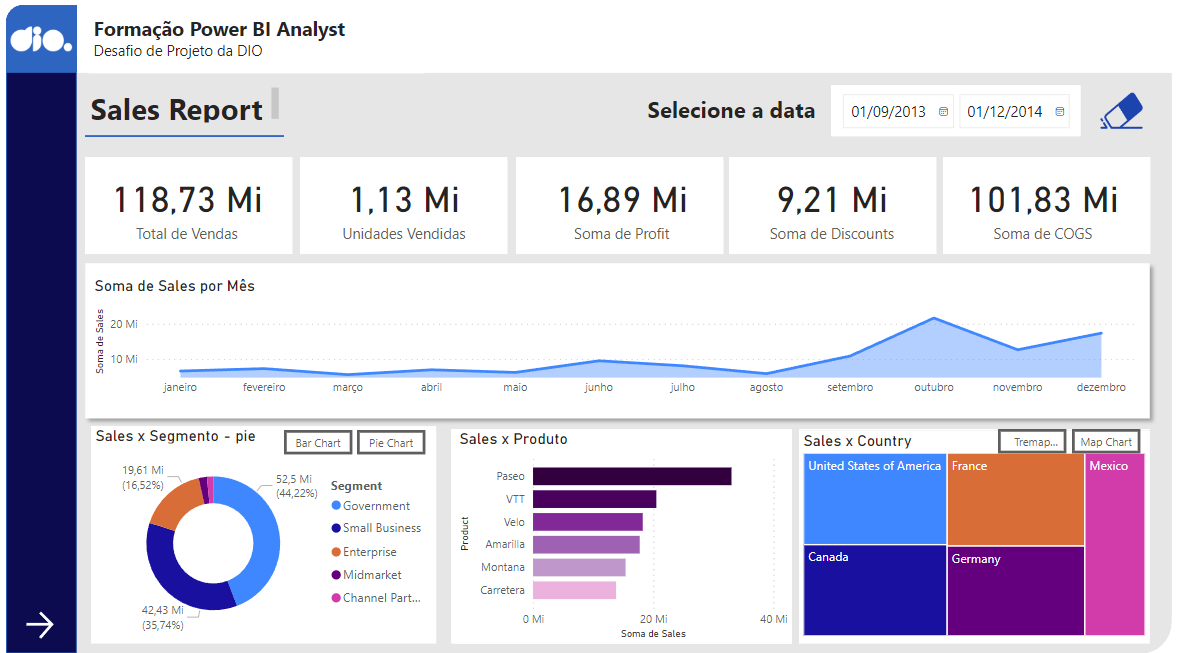 dio.
Formação Power BI Analyst
Desafio de Projeto da DIO
Sales Report
Selecione a data
01/09/2013
01/12/2014
118,73 Mi
Total de Vendas
1,13 Mi
Unidades Vendidas
16,89 Mi
Soma de Profit
9,21 Mi
Soma de Discounts
101,83 Mi
Soma de COGS
Soma de Sales por Mês
Soma de Sales
20 Mi
10 Mi
janeiro
fevereiro
março
abril
maio
junho
julho
agosto
setembro
outubro
novembro
dezembro
Sales x Segmento - pie
Bar Chart
Pie Chart
19,61 Mi
(16,52%)
52,5 Mi
(44,22%)
42,43 Mi
(35,74%)
Segment
Government
Small Business
Enterprise
Midmarket
Channel Part...
Sales x Produto
Product
Paseo
VTT
Velo
Amarilla
Montana
Carretera
0 Mi
20 Mi
40 Mi
Soma de Sales
Sales x Country
Tremap...
Map Chart
United States of America
France
Mexico
Canada
Germany